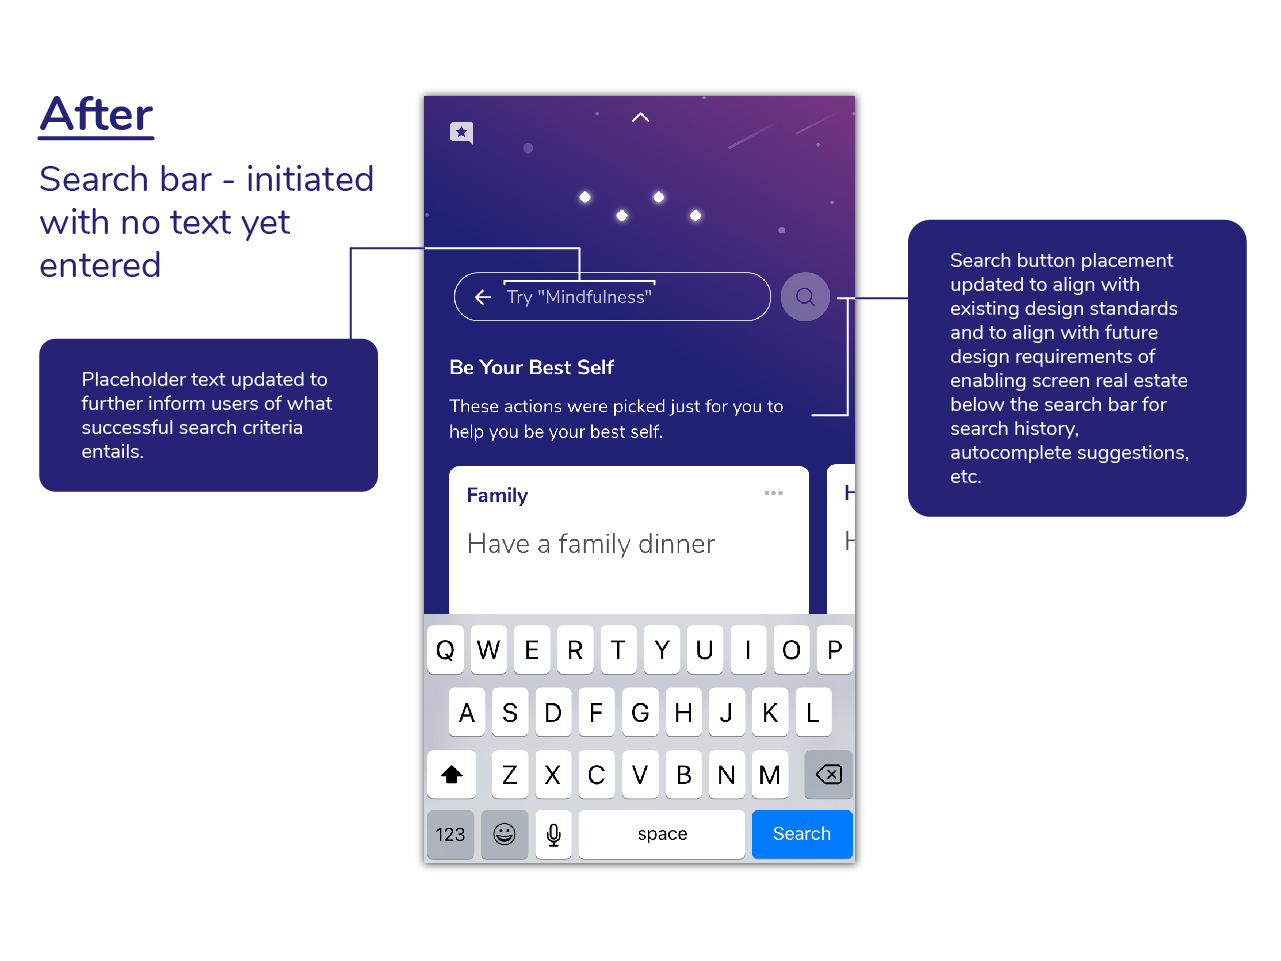 After
Search bar - initiated
with no text yet
entered
Placeholder text updated to
further inform users of what
successful search criteria
entails.
Try "Mindfulness"
Be Your Best Self
These actions were picked just for you to
help you be your best self.
Family
Have a family dinner
H
H
Q W E R T Y U I O P
A S D F G H J K L
Z X C V B N M
123 space Search
Search button placement
updated to align with
existing design standards
and to align with future
design requirements of
enabling screen real estate
below the search bar for
search history,
autocomplete suggestions,
etc.